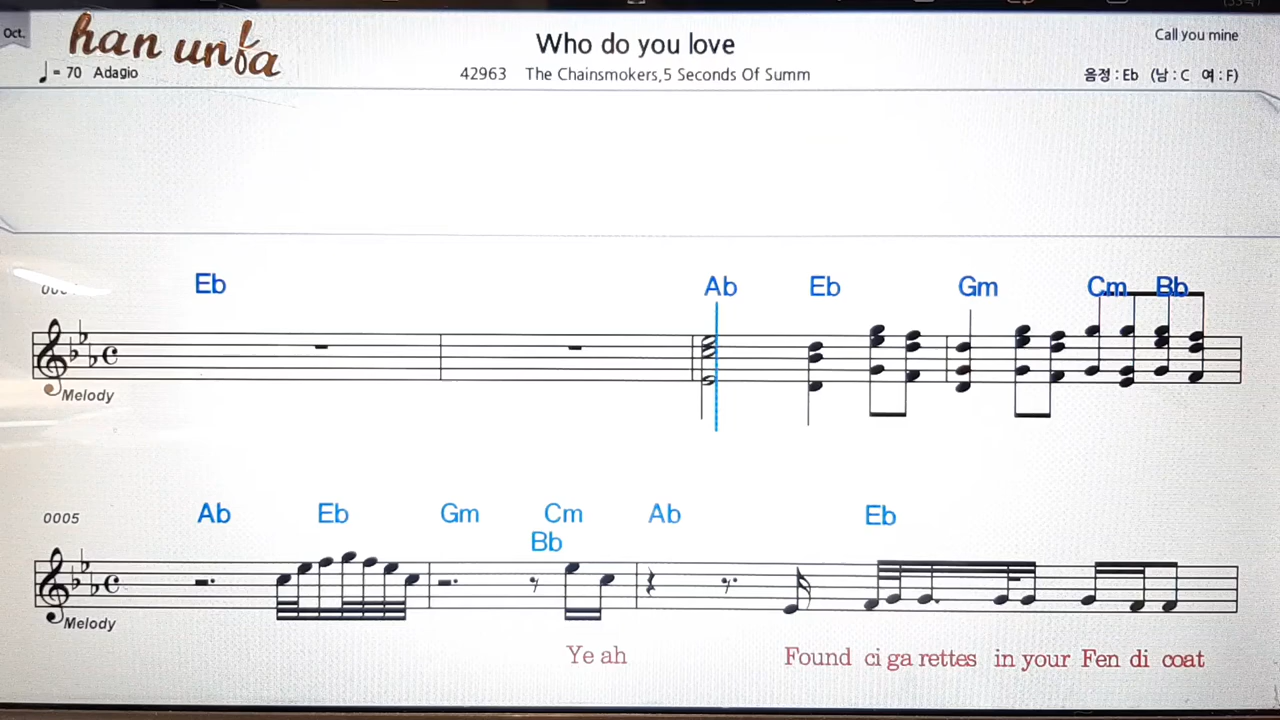 Oct.
han unfa
Who do you love
Call you mine
= 70 Adagio
42963 The Chainsmokers,5 Seconds Of Summ
음정 : Eb (남 : C 여 : F)
Eb Ab Eb Gm Cm Bb
Melody
Ab Eb Gm Cm Ab Eb
0005
Bb
Melody
Ye ah Found ci ga rettes in your Fen di coat